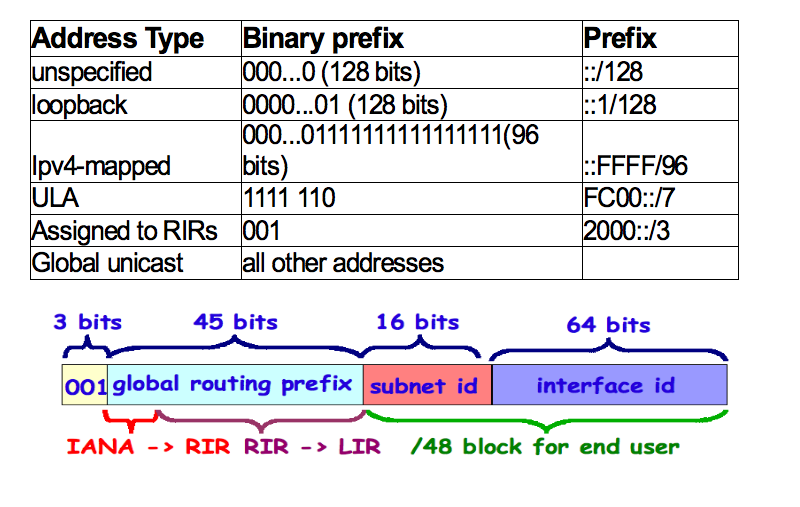 Address Type Binary prefix Prefix
unspecified 000...0 (128 bits) ::/128
loopback 0000...01 (128 bits) ::1/128
000...01111111111111111(96
Ipv4-mapped bits) ::FFFF/96
ULA 1111 110 FC00::/7
Assigned to RIRs 001 2000::/3
Global unicast all other addresses
3 bits 45 bits 16 bits 64 bits
001 global routing prefix subnet id interface id
IANA -> RIR RIR -> LIR /48 block for end user